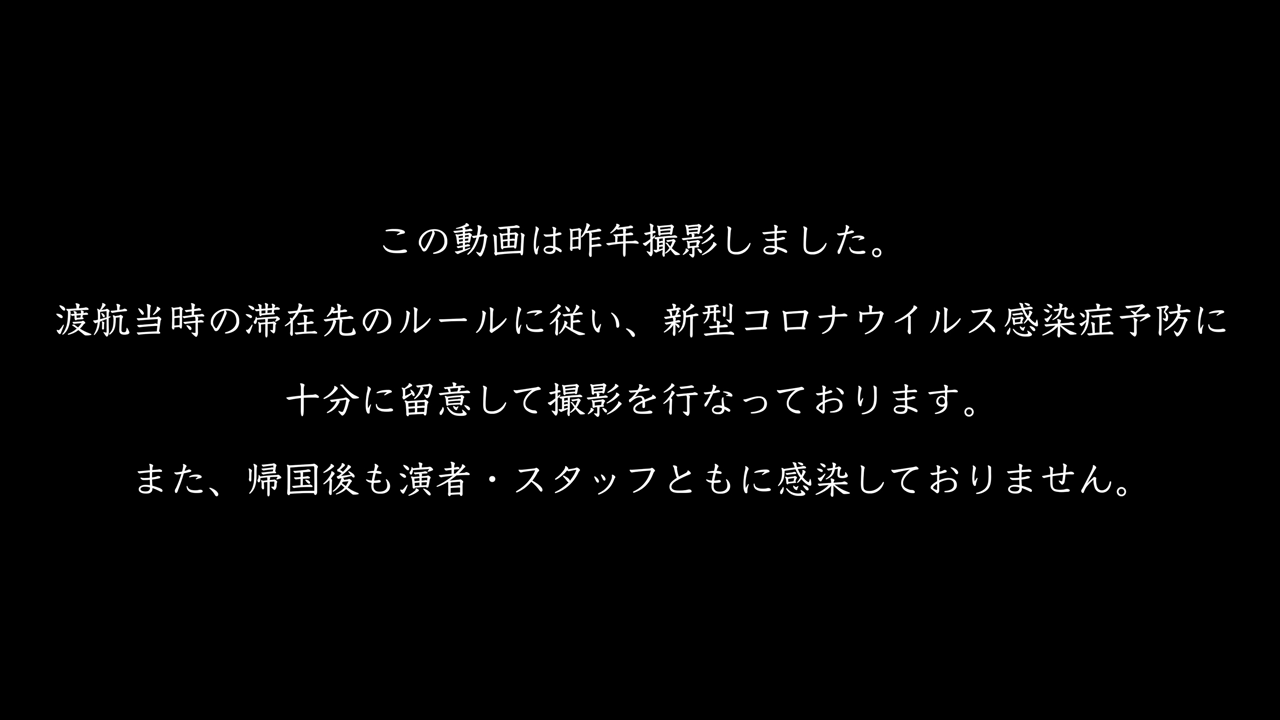 この動画は昨年撮影しました。
渡航当時の滞在先のルールに従い、新型コロナウイルス感染症予防に
十分に留意して撮影を行なっております。
また、帰国後も演者・スタッフともに感染しておりません。